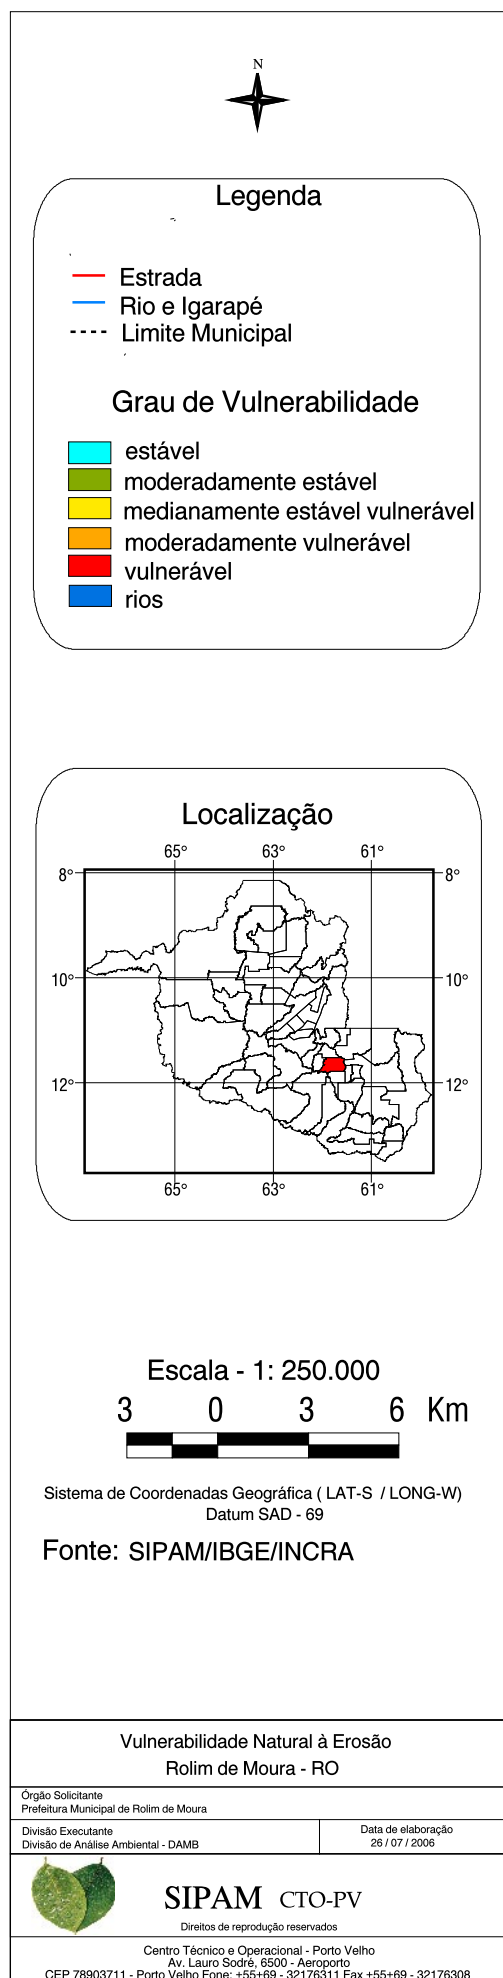 N
Legenda
Estrada
Rio e Igarapé
Limite Municipal
Grau de Vulnerabilidade
estável
moderadamente estável
medianamente estável vulnerável
moderadamente vulnerável
vulnerável
rios
Localização
65° 63° 61°
8° 8°
10° 10°
12° 12°
65° 63° 61°
Escala - 1: 250.000
3 0 3 6 Km
Sistema de Coordenadas Geográfica ( LAT-S / LONG-W)
Datum SAD - 69
Fonte: SIPAM/IBGE/INCRA
Vulnerabilidade Natural à Erosão
Rolim de Moura - RO
Órgão Solicitante
Prefeitura Municipal de Rolim de Moura
Divisão Executante
Divisão de Análise Ambiental - DAMB
Data de elaboração
26 / 07 / 2006
SIPAM CTO-PV
Direitos de reprodução reservados
Centro Técnico e Operacional - Porto Velho
Av. Lauro Sodré, 6500 - Aeroporto
CEP 78903711 - Porto Velho Fone: +55+69 - 32176311 Fax +55+69 - 32176308